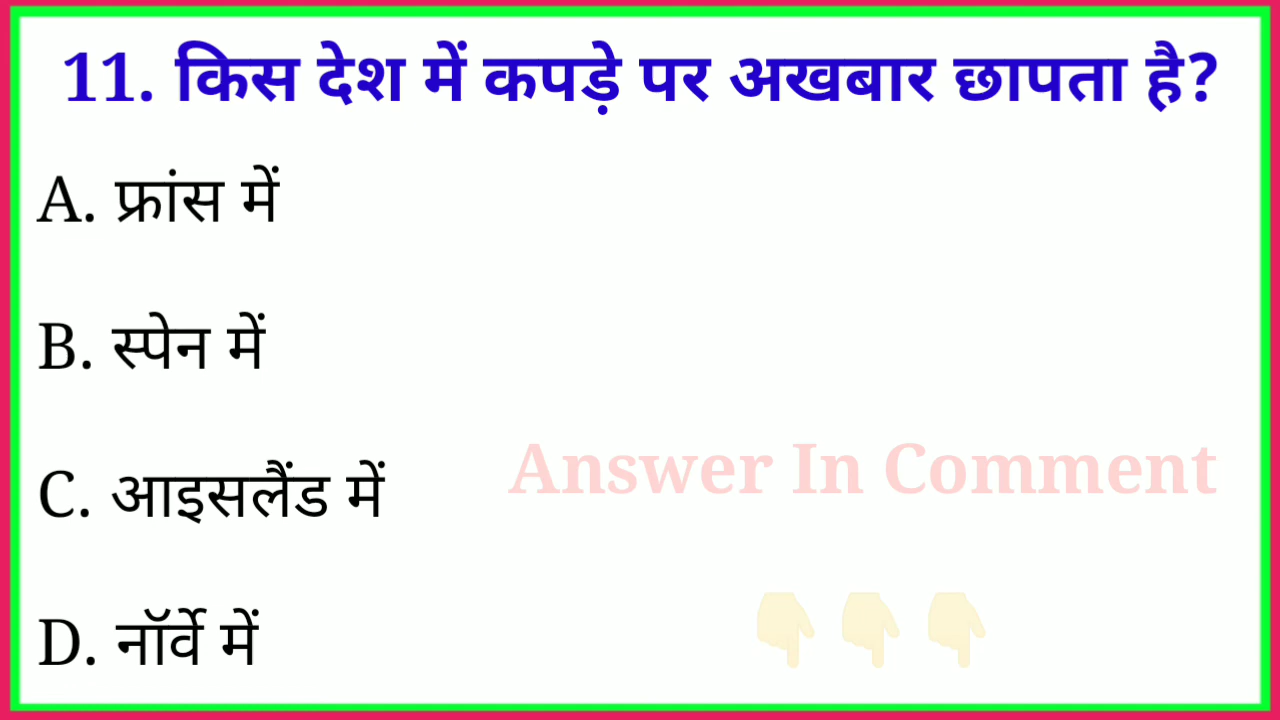 11. किस देश में कपड़े पर अखबार छापता है?
A. फ्रांस में
B. स्पेन में
C. आइसलैंड में
Answer In Comment
D. नॉर्वे में